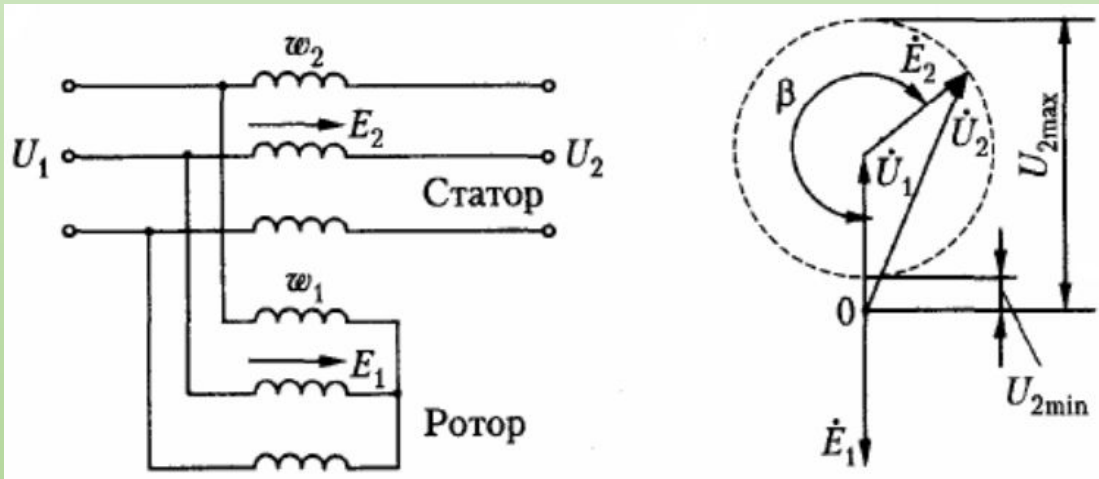 w₂
E₂
U₁
U₂
Статор
w₁
E₁
Ротор
β
Ė₂
U̇₂
U̇₁
U₂max
0
U₂min
Ė₁